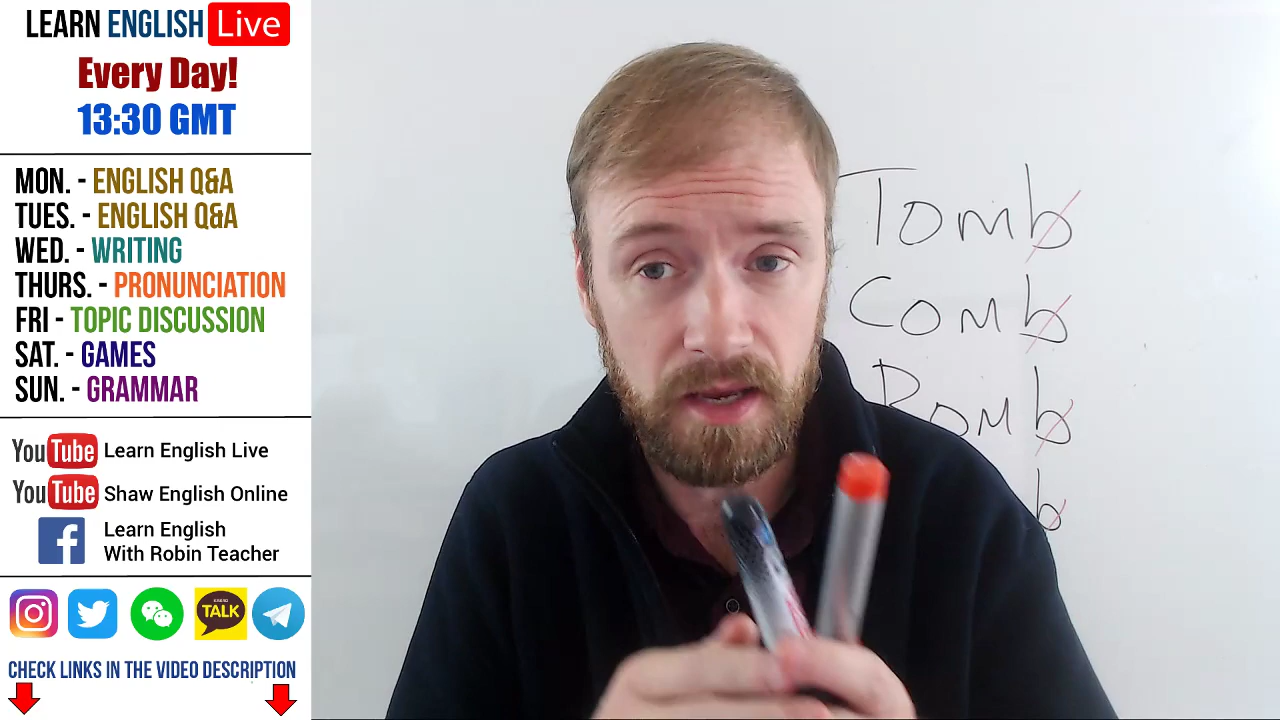 LEARN ENGLISH Live
Every Day!
13:30 GMT
MON. - ENGLISH Q&A
TUES. - ENGLISH Q&A
WED. - WRITING
THURS. - PRONUNCIATION
FRI - TOPIC DISCUSSION
SAT. - GAMES
SUN. - GRAMMAR
YouTube Learn English Live
YouTube Shaw English Online
f Learn English
With Robin Teacher
TALK
CHECK LINKS IN THE VIDEO DESCRIPTION
Tomb
Comb
Bomb
b